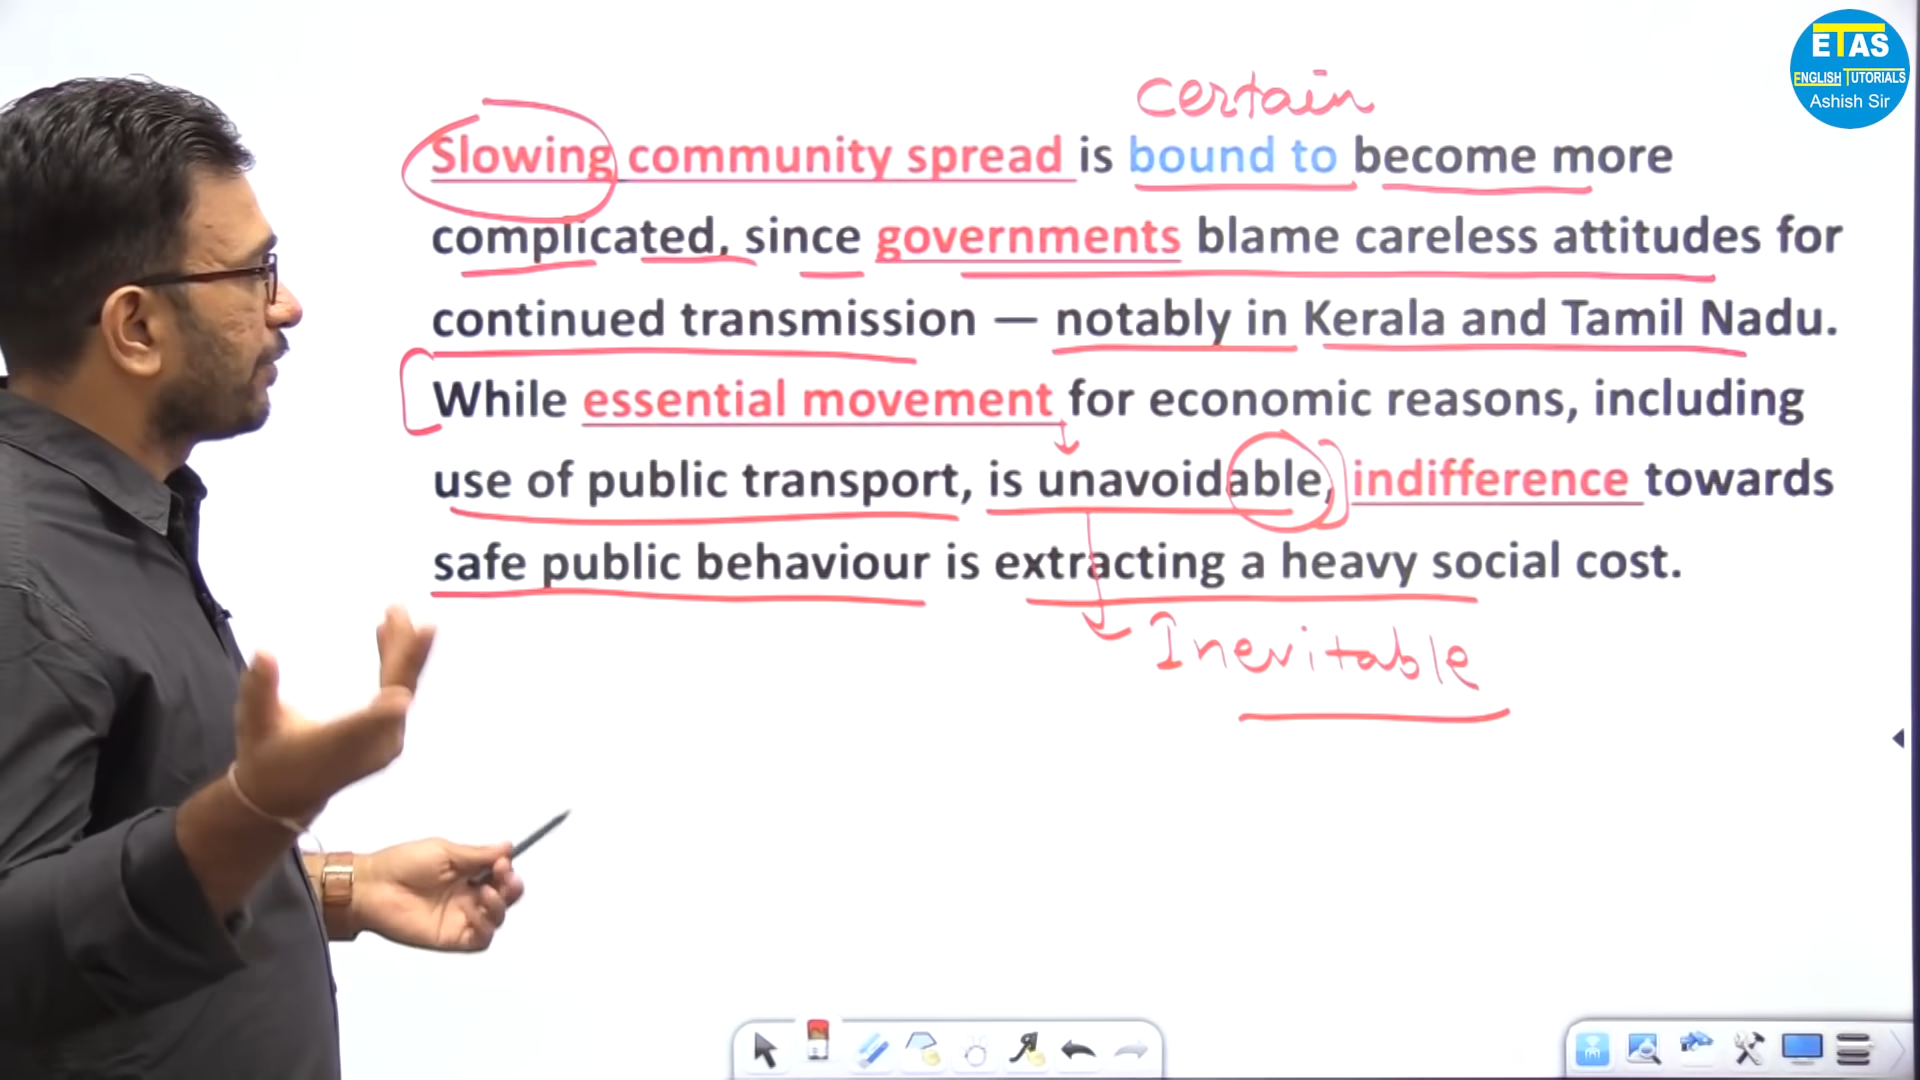 ETAS
ENGLISH TUTORIALS
Ashish Sir
certain
Slowing community spread is bound to become more
complicated, since governments blame careless attitudes for
continued transmission — notably in Kerala and Tamil Nadu.
While essential movement for economic reasons, including
use of public transport, is unavoidable, indifference towards
safe public behaviour is extracting a heavy social cost.
Inevitable